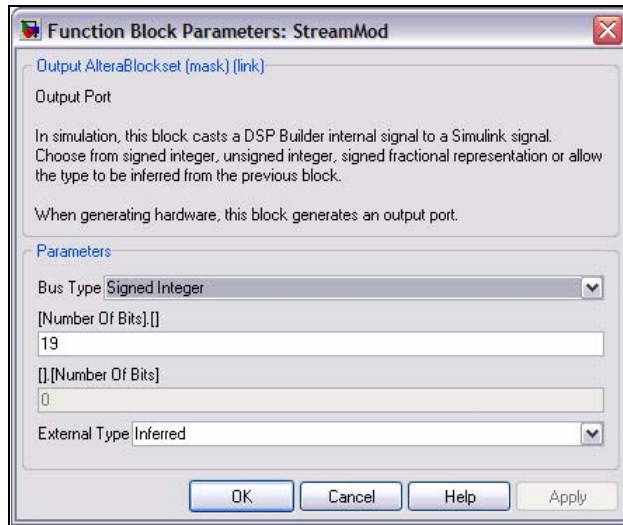 Function Block Parameters: StreamMod
Output AlteraBlockset (mask) (link)
Output Port
In simulation, this block casts a DSP Builder internal signal to a Simulink signal.
Choose from signed integer, unsigned integer, signed fractional representation or allow
the type to be inferred from the previous block.
When generating hardware, this block generates an output port.
Parameters
Bus Type Signed Integer
[Number Of Bits].[]
19
[].[Number Of Bits]
0
External Type Inferred
OK Cancel Help Apply